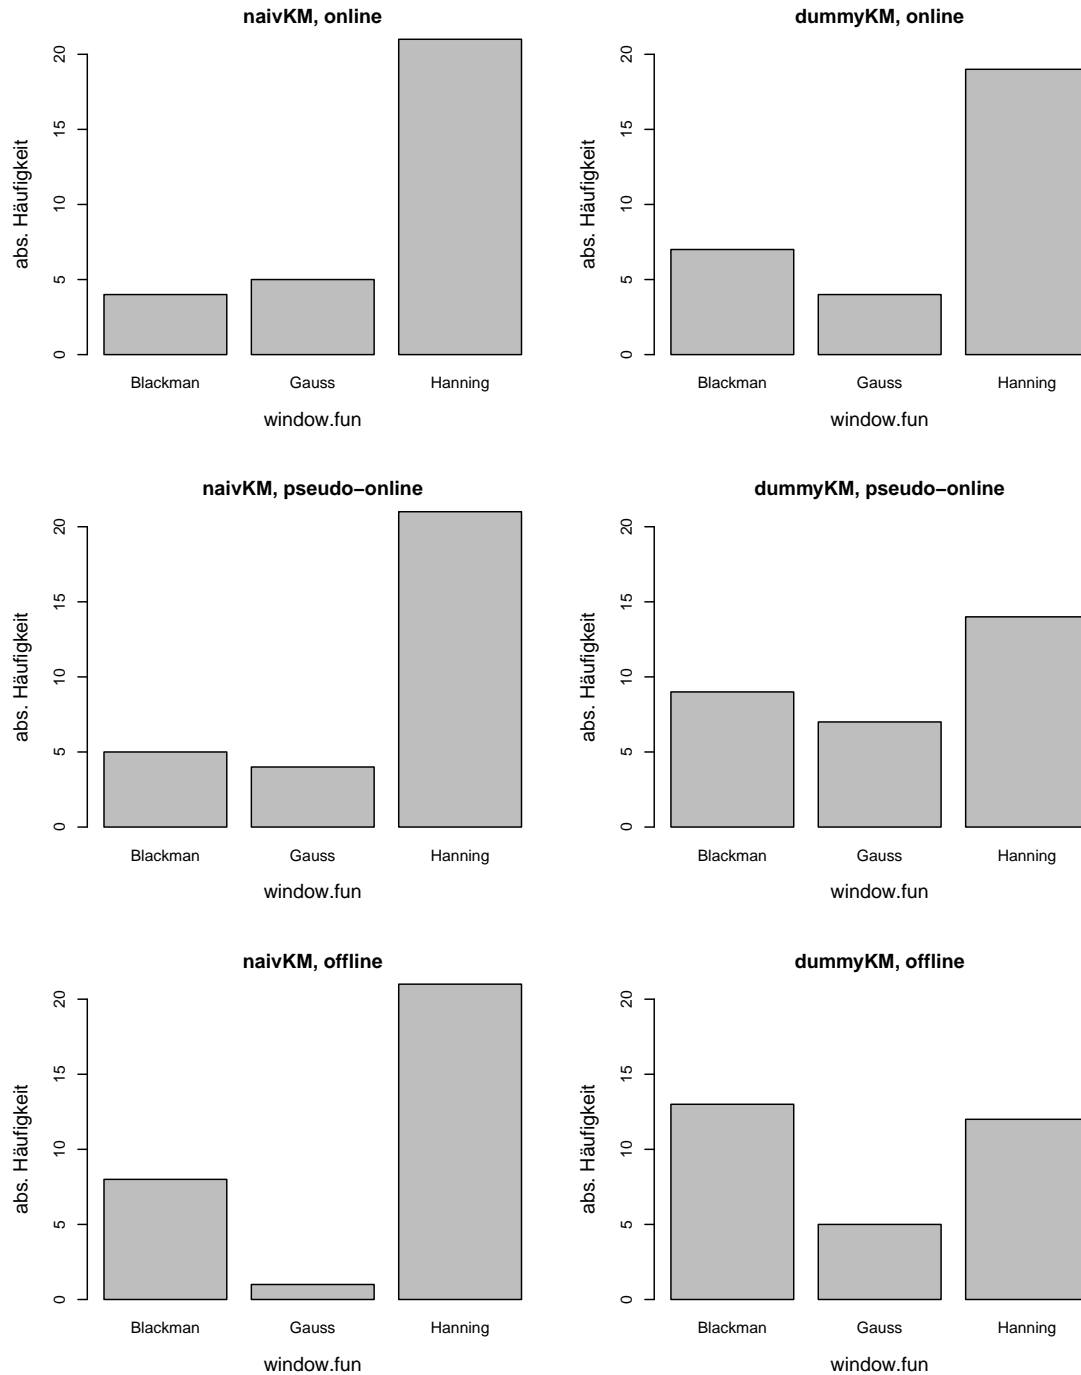 naivKM, online
abs. Häufigkeit
0 5 10 15 20
Blackman Gauss Hanning
window.fun
dummyKM, online
abs. Häufigkeit
0 5 10 15 20
Blackman Gauss Hanning
window.fun
naivKM, pseudo−online
abs. Häufigkeit
0 5 10 15 20
Blackman Gauss Hanning
window.fun
dummyKM, pseudo−online
abs. Häufigkeit
0 5 10 15 20
Blackman Gauss Hanning
window.fun
naivKM, offline
abs. Häufigkeit
0 5 10 15 20
Blackman Gauss Hanning
window.fun
dummyKM, offline
abs. Häufigkeit
0 5 10 15 20
Blackman Gauss Hanning
window.fun